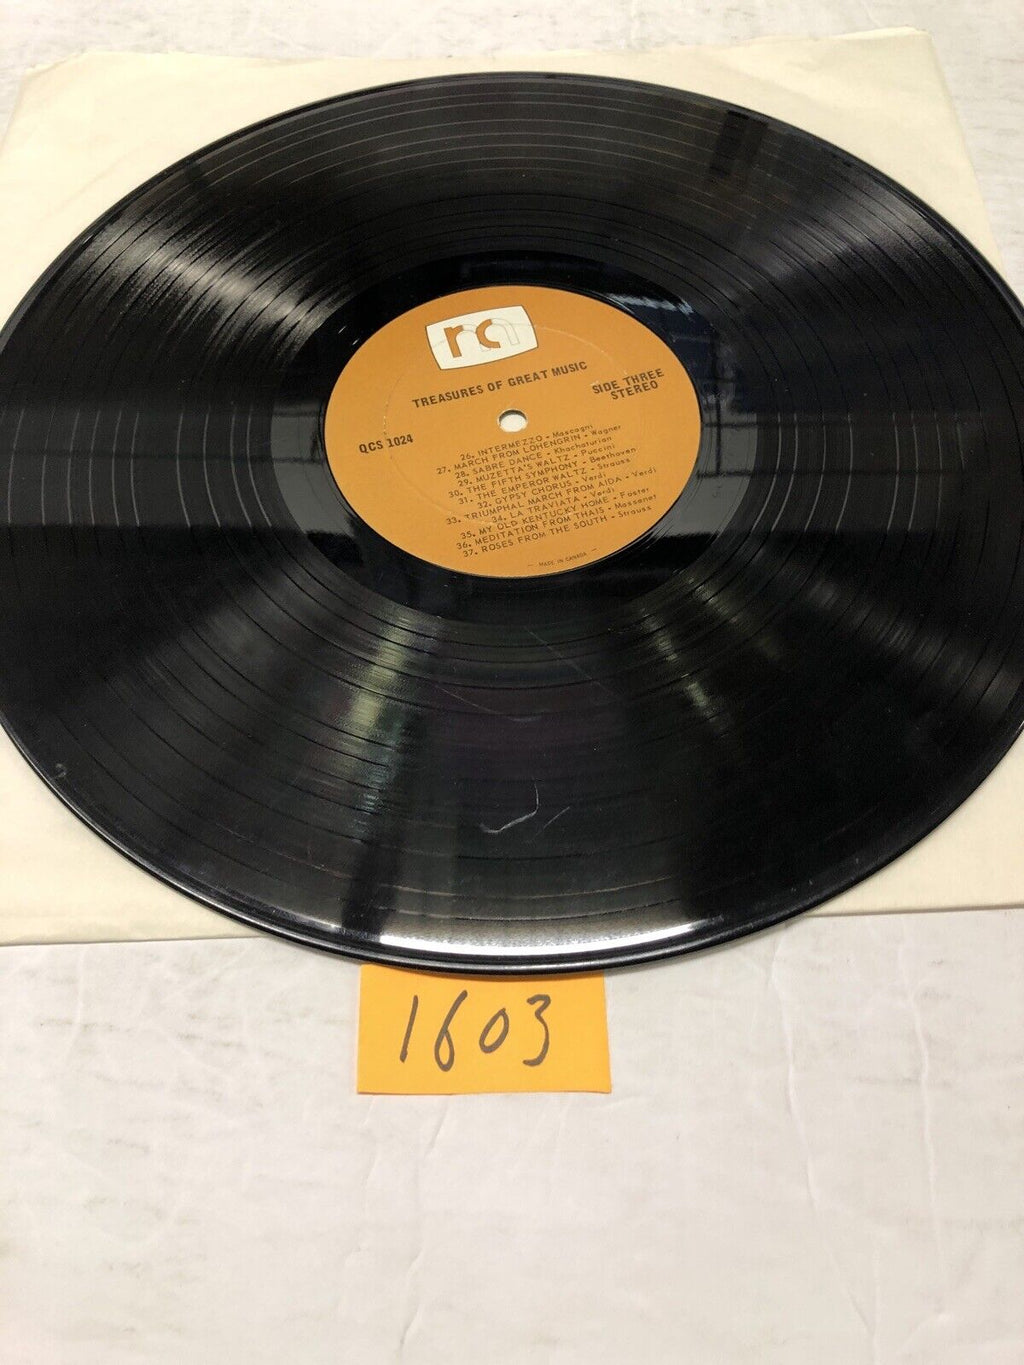 TREASURES OF GREAT MUSIC
SIDE THREE
STEREO
QCS 1024
26. INTERMEZZO - Mascagni
27. MARCH FROM LOHENGRIN - Wagner
28. SABRE DANCE - Khachaturian
29. MUZETTA'S WALTZ - Puccini
30. THE FIFTH SYMPHONY - Beethoven
31. THE EMPEROR WALTZ - Strauss
32. GYPSY CHORUS - Verdi
33. TRIUMPHAL MARCH FROM AIDA - Verdi
34. LA TRAVIATA - Verdi
35. MY OLD KENTUCKY HOME - Foster
36. MEDITATION FROM THAIS - Massenet
37. ROSES FROM THE SOUTH - Strauss
— MADE IN CANADA —
1603